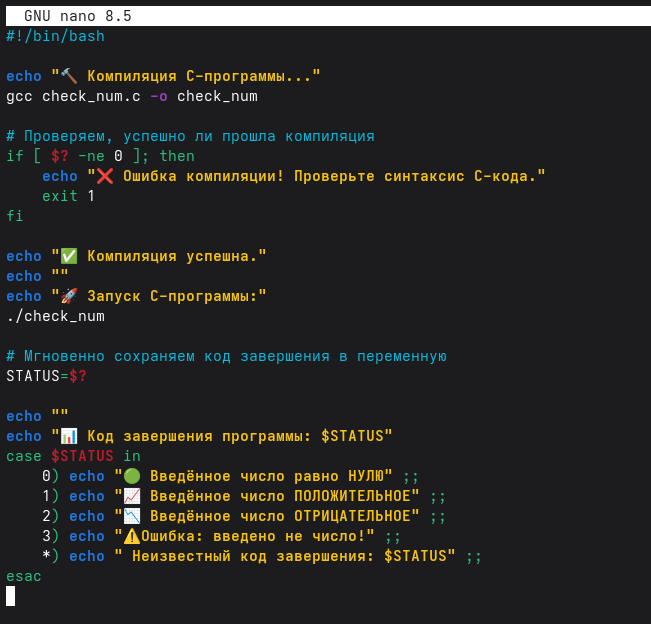 GNU nano 8.5
#!/bin/bash
echo "🔨 Компиляция C-программы..."
gcc check_num.c -o check_num
# Проверяем, успешно ли прошла компиляция
if [ $? -ne 0 ]; then
    echo "❌ Ошибка компиляции! Проверьте синтаксис C-кода."
    exit 1
fi
echo "✅ Компиляция успешна."
echo ""
echo "🚀 Запуск C-программы:"
./check_num
# Мгновенно сохраняем код завершения в переменную
STATUS=$?
echo ""
echo "📊 Код завершения программы: $STATUS"
case $STATUS in
    0) echo "🟢 Введённое число равно НУЛЮ" ;;
    1) echo "📈 Введённое число ПОЛОЖИТЕЛЬНОЕ" ;;
    2) echo "📉 Введённое число ОТРИЦАТЕЛЬНОЕ" ;;
    3) echo "⚠️Ошибка: введено не число!" ;;
    *) echo " Неизвестный код завершения: $STATUS" ;;
esac